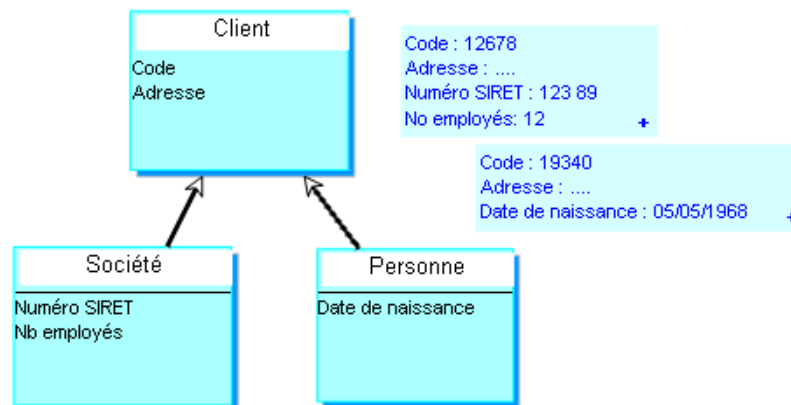 Client
Code
Adresse
Code : 12678
Adresse : ....
Numéro SIRET : 123 89
No employés: 12
Code : 19340
Adresse : ....
Date de naissance : 05/05/1968
Société
Numéro SIRET
Nb employés
Personne
Date de naissance